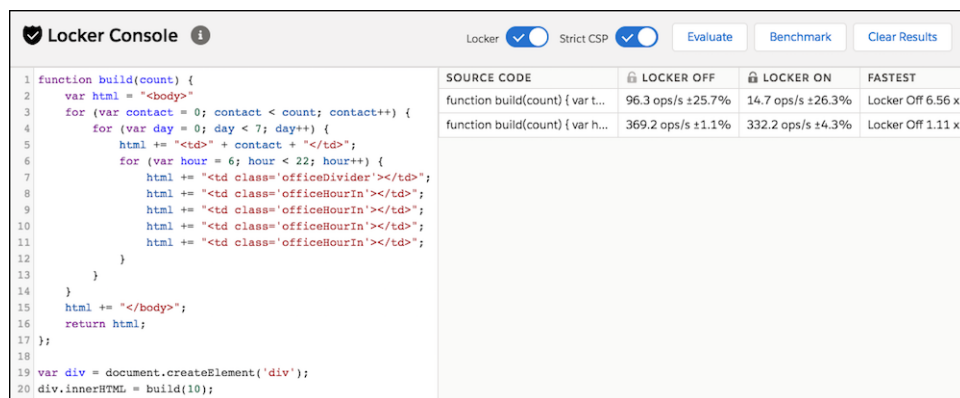 Locker Console
Locker
Strict CSP
Evaluate
Benchmark
Clear Results
1 function build(count) {
2     var html = "<body>"
3     for (var contact = 0; contact < count; contact++) {
4         for (var day = 0; day < 7; day++) {
5             html += "<td>" + contact + "</td>";
6             for (var hour = 6; hour < 22; hour++) {
7                 html += "<td class='officeDivider'></td>";
8                 html += "<td class='officeHourIn'></td>";
9                 html += "<td class='officeHourIn'></td>";
10                 html += "<td class='officeHourIn'></td>";
11                 html += "<td class='officeHourIn'></td>";
12             }
13         }
14     }
15     html += "</body>";
16     return html;
17 };
18
19 var div = document.createElement('div');
20 div.innerHTML = build(10);
SOURCE CODE LOCKER OFF LOCKER ON FASTEST
function build(count) { var t... 96.3 ops/s ±25.7% 14.7 ops/s ±26.3% Locker Off 6.56 x
function build(count) { var h... 369.2 ops/s ±1.1% 332.2 ops/s ±4.3% Locker Off 1.11 x